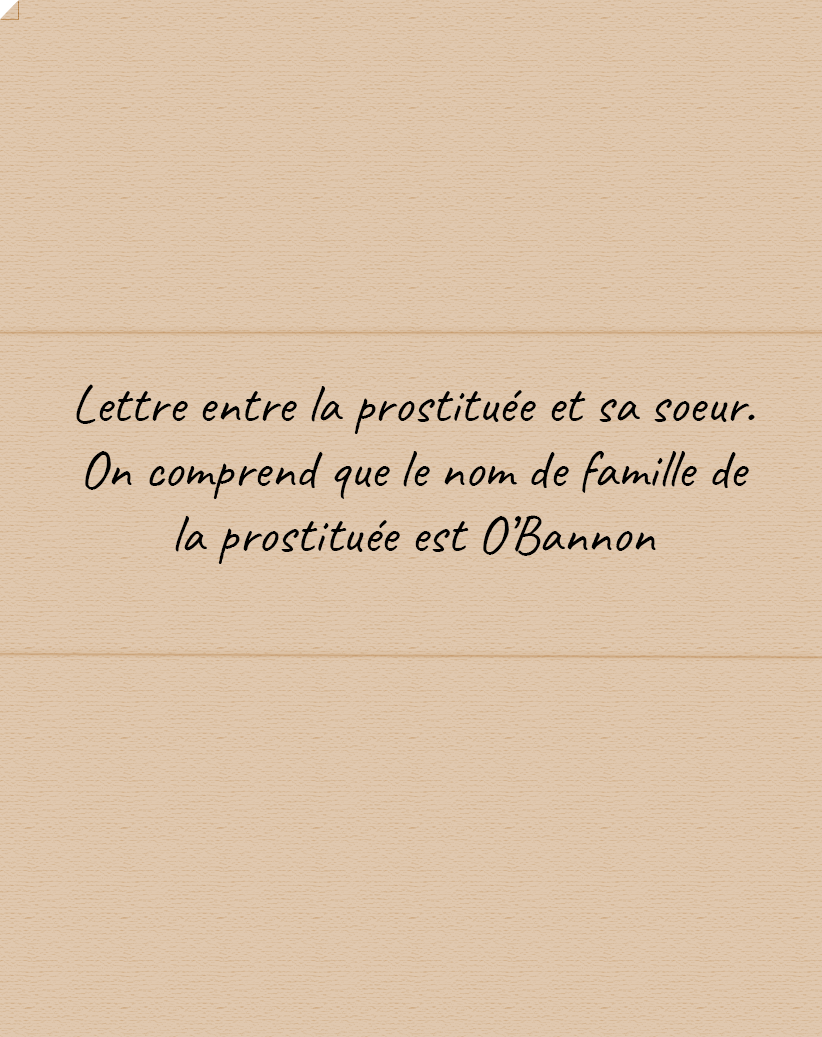 Lettre entre la prostituée et sa soeur.
On comprend que le nom de famille de
la prostituée est O'Bannon